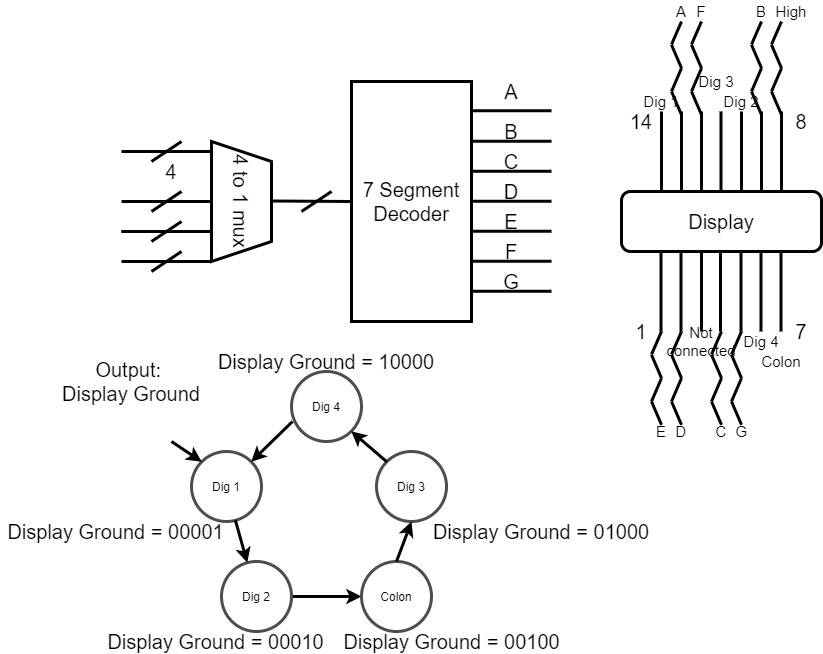 A F B High
Dig 3
Dig 1 Dig 2
14 8
A
B
4 to 1 mux
4
C
7 Segment
Decoder
D
E
F
G
Display
1 Not
connected
Dig 4
7
Colon
E D C G
Output:
Display Ground
Display Ground = 10000
Dig 4
Dig 1
Dig 3
Display Ground = 00001
Display Ground = 01000
Dig 2
Colon
Display Ground = 00010
Display Ground = 00100